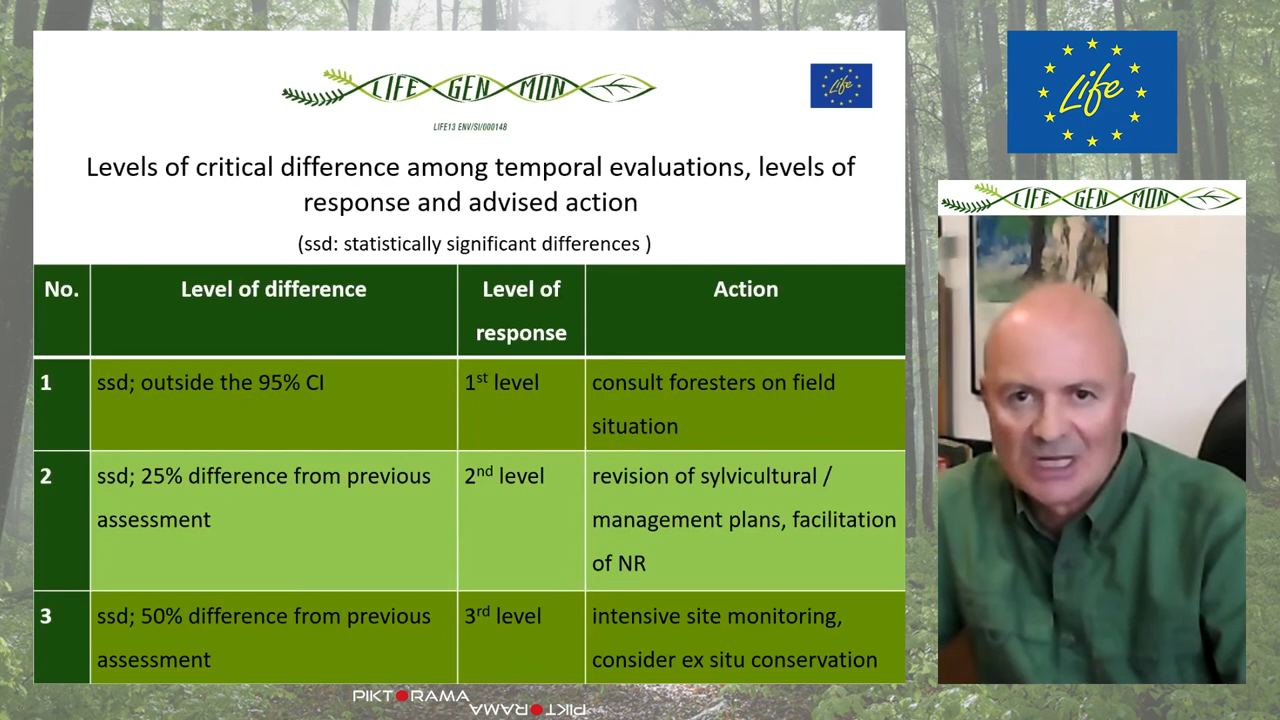 LIFE GEN MON
LIFE13 ENV/SI/000148
Life
Life
LIFE GEN MON
Levels of critical difference among temporal evaluations, levels of
response and advised action
(ssd: statistically significant differences )
No.
Level of difference
Level of
response
Action
1
ssd; outside the 95% CI
1st level
consult foresters on field
situation
2
ssd; 25% difference from previous
assessment
2nd level
revision of sylvicultural /
management plans, facilitation
of NR
3
ssd; 50% difference from previous
assessment
3rd level
intensive site monitoring,
consider ex situ conservation
PIKTORAMA
PIKTORAMA